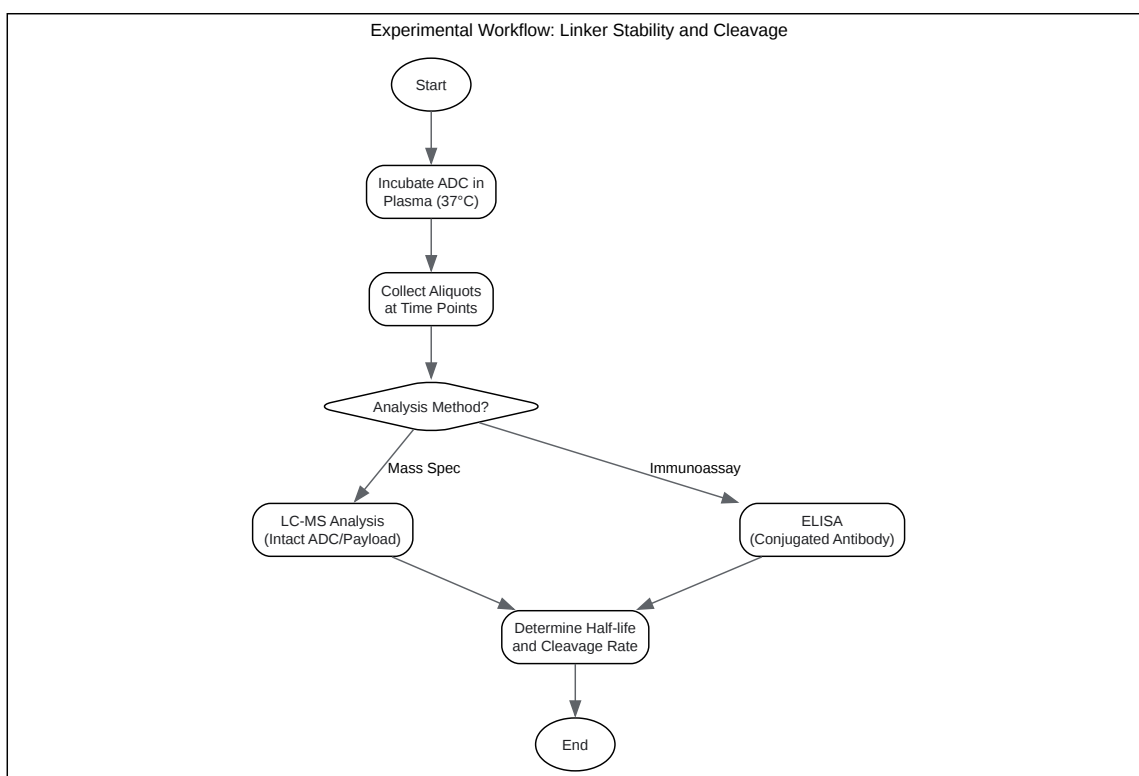 Experimental Workflow: Linker Stability and Cleavage
Start
Incubate ADC in
Plasma (37°C)
Collect Aliquots
at Time Points
Analysis Method?
Mass Spec
Immunoassay
LC-MS Analysis
(Intact ADC/Payload)
ELISA
(Conjugated Antibody)
Determine Half-life
and Cleavage Rate
End